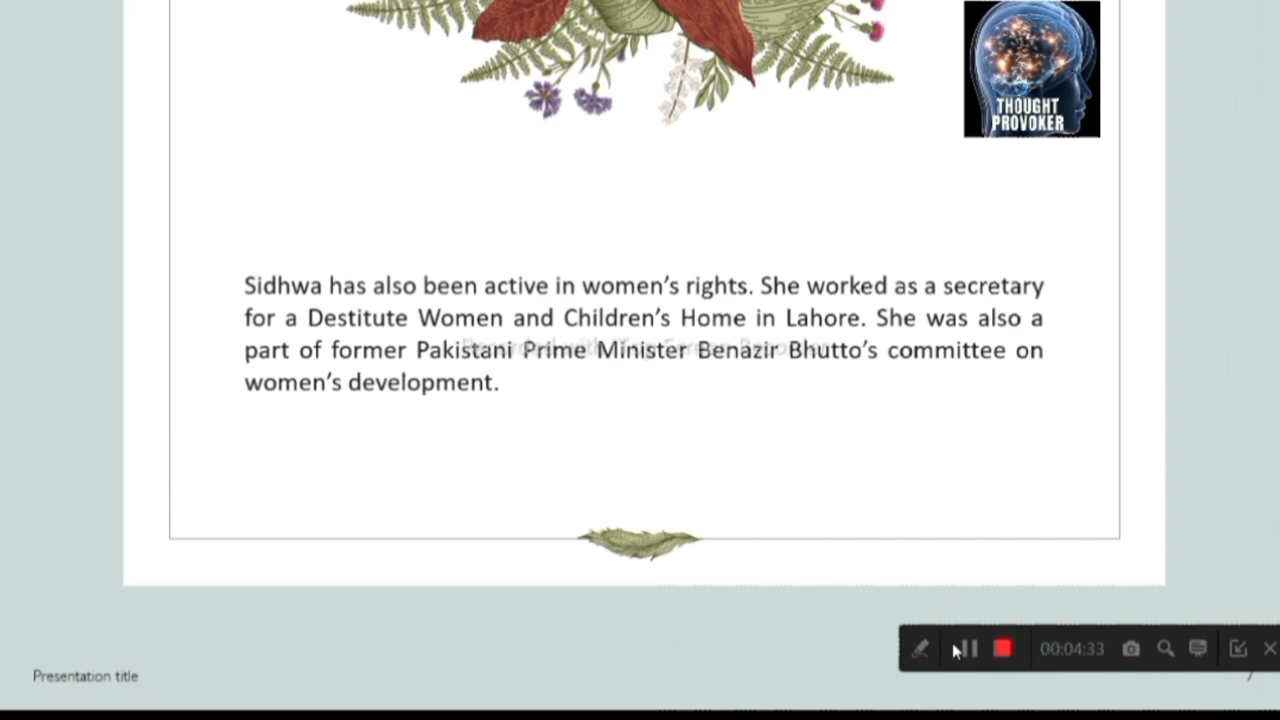 THOUGHT
PROVOKER
Sidhwa has also been active in women's rights. She worked as a secretary
for a Destitute Women and Children's Home in Lahore. She was also a
part of former Pakistani Prime Minister Benazir Bhutto's committee on
women's development.
00:04:33
Presentation title
7